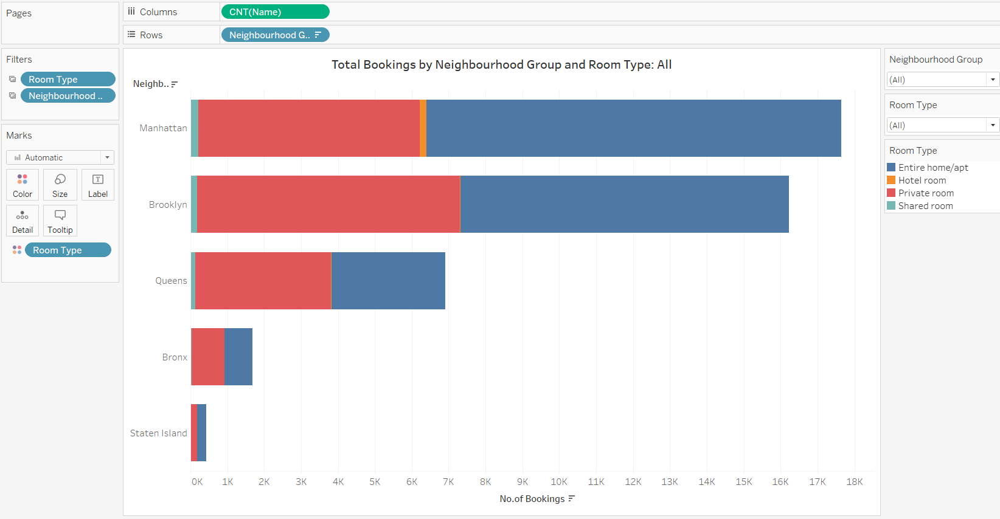 Pages
Columns
CNT(Name)
Rows
Neighbourhood G..
Filters
Room Type
Neighbourhood ..
Marks
Automatic
Color
Size
Label
Detail
Tooltip
Room Type
Total Bookings by Neighbourhood Group and Room Type: All
Neighb..
Manhattan
Brooklyn
Queens
Bronx
Staten Island
0K 1K 2K 3K 4K 5K 6K 7K 8K 9K 10K 11K 12K 13K 14K 15K 16K 17K 18K
No.of Bookings
Neighbourhood Group
(All)
Room Type
(All)
Room Type
Entire home/apt
Hotel room
Private room
Shared room